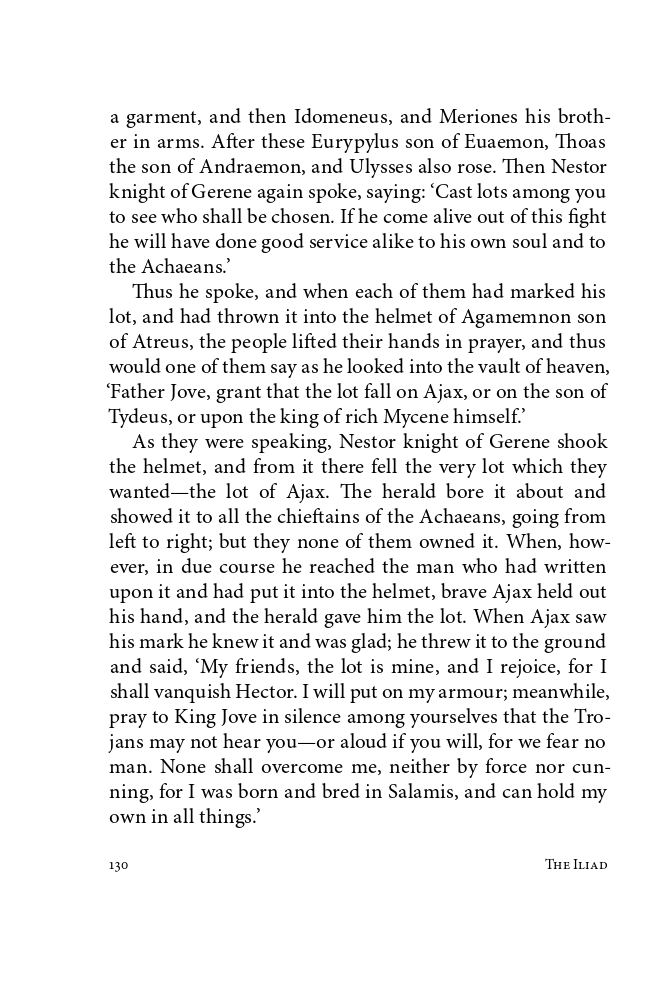 a garment, and then Idomeneus, and Meriones his broth-
er in arms. After these Eurypylus son of Euaemon, Thoas
the son of Andraemon, and Ulysses also rose. Then Nestor
knight of Gerene again spoke, saying: ‘Cast lots among you
to see who shall be chosen. If he come alive out of this fight
he will have done good service alike to his own soul and to
the Achaeans.’
Thus he spoke, and when each of them had marked his
lot, and had thrown it into the helmet of Agamemnon son
of Atreus, the people lifted their hands in prayer, and thus
would one of them say as he looked into the vault of heaven,
‘Father Jove, grant that the lot fall on Ajax, or on the son of
Tydeus, or upon the king of rich Mycene himself.’
As they were speaking, Nestor knight of Gerene shook
the helmet, and from it there fell the very lot which they
wanted—the lot of Ajax. The herald bore it about and
showed it to all the chieftains of the Achaeans, going from
left to right; but they none of them owned it. When, how-
ever, in due course he reached the man who had written
upon it and had put it into the helmet, brave Ajax held out
his hand, and the herald gave him the lot. When Ajax saw
his mark he knew it and was glad; he threw it to the ground
and said, ‘My friends, the lot is mine, and I rejoice, for I
shall vanquish Hector. I will put on my armour; meanwhile,
pray to King Jove in silence among yourselves that the Tro-
jans may not hear you—or aloud if you will, for we fear no
man. None shall overcome me, neither by force nor cun-
ning, for I was born and bred in Salamis, and can hold my
own in all things.’
130 The Iliad